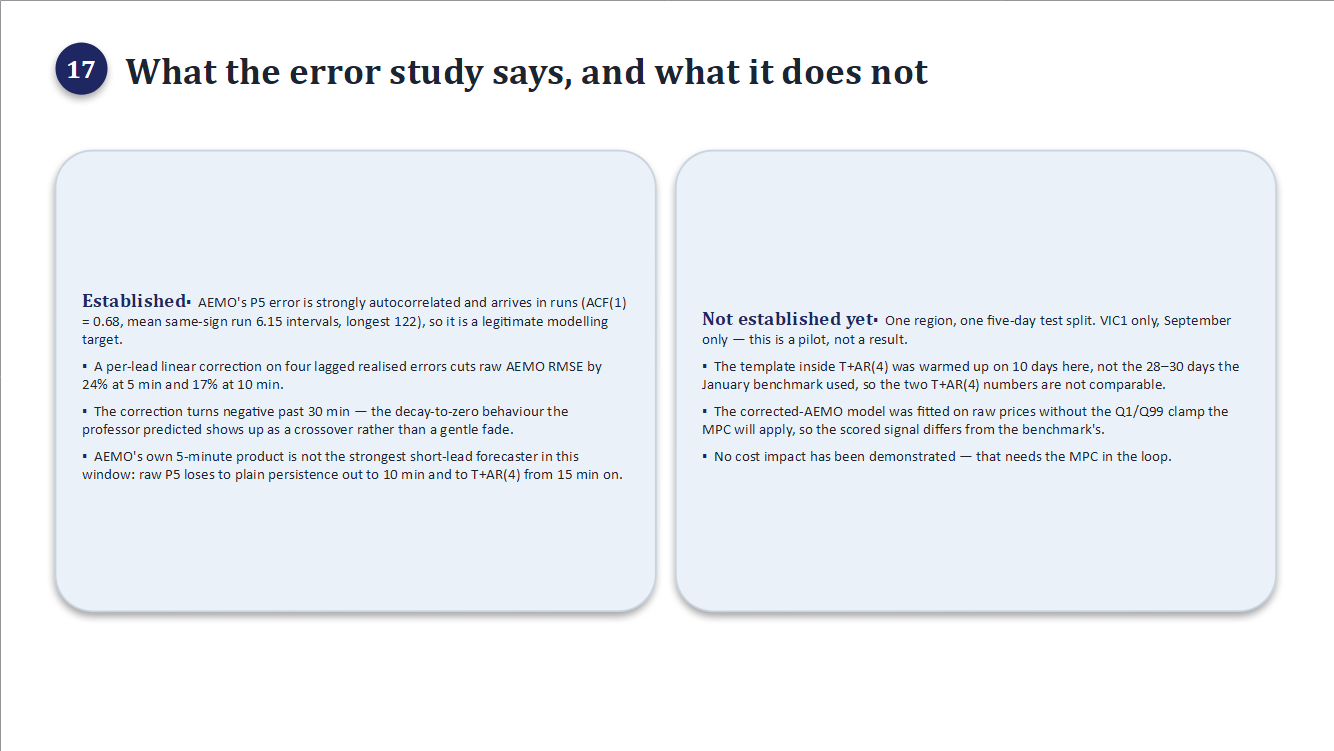 17
What the error study says, and what it does not
Established▪ AEMO's P5 error is strongly autocorrelated and arrives in runs (ACF(1)
= 0.68, mean same-sign run 6.15 intervals, longest 122), so it is a legitimate modelling
target.
▪ A per-lead linear correction on four lagged realised errors cuts raw AEMO RMSE by
24% at 5 min and 17% at 10 min.
▪ The correction turns negative past 30 min — the decay-to-zero behaviour the
professor predicted shows up as a crossover rather than a gentle fade.
▪ AEMO's own 5-minute product is not the strongest short-lead forecaster in this
window: raw P5 loses to plain persistence out to 10 min and to T+AR(4) from 15 min on.
Not established yet▪ One region, one five-day test split. VIC1 only, September
only — this is a pilot, not a result.
▪ The template inside T+AR(4) was warmed up on 10 days here, not the 28–30 days the
January benchmark used, so the two T+AR(4) numbers are not comparable.
▪ The corrected-AEMO model was fitted on raw prices without the Q1/Q99 clamp the
MPC will apply, so the scored signal differs from the benchmark's.
▪ No cost impact has been demonstrated — that needs the MPC in the loop.